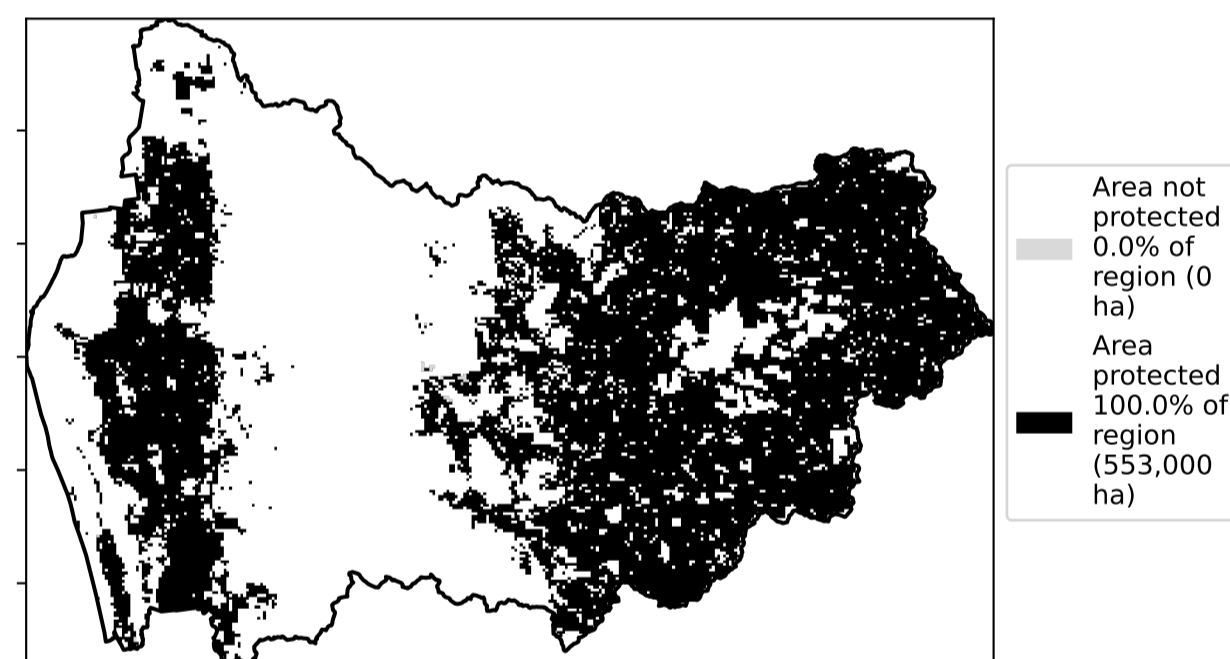 Area not
protected
0.0% of
region (0
ha)
Area
protected
100.0% of
region
(553,000
ha)